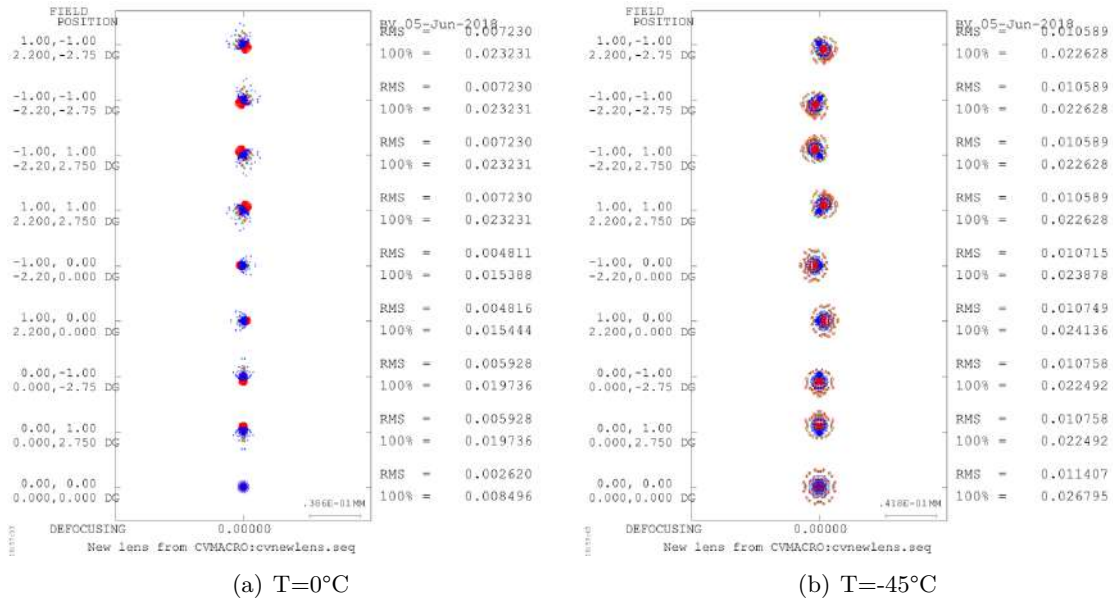 FIELD
POSITION
BV 05-Jun-2018
1.00,-1.00
2.200,-2.75 DG
RMS = 0.007230
100% = 0.023231
-1.00,-1.00
-2.20,-2.75 DG
RMS = 0.007230
100% = 0.023231
-1.00, 1.00
-2.20,2.750 DG
RMS = 0.007230
100% = 0.023231
1.00, 1.00
2.200,2.750 DG
RMS = 0.007230
100% = 0.023231
-1.00, 0.00
-2.20,0.000 DG
RMS = 0.004811
100% = 0.015388
1.00, 0.00
2.200,0.000 DG
RMS = 0.004816
100% = 0.015444
0.00,-1.00
0.000,-2.75 DG
RMS = 0.005928
100% = 0.019736
0.00, 1.00
0.000,2.750 DG
RMS = 0.005928
100% = 0.019736
0.00, 0.00
0.000,0.000 DG
RMS = 0.002620
100% = 0.008496
.366E-01MM
DEFOCUSING 0.00000
New lens from CVMACRO:cvnewlens.seq
(a) T=0°C
FIELD
POSITION
BV 05-Jun-2018
1.00,-1.00
2.200,-2.75 DG
RMS = 0.010589
100% = 0.022628
-1.00,-1.00
-2.20,-2.75 DG
RMS = 0.010589
100% = 0.022628
-1.00, 1.00
-2.20,2.750 DG
RMS = 0.010589
100% = 0.022628
1.00, 1.00
2.200,2.750 DG
RMS = 0.010589
100% = 0.022628
-1.00, 0.00
-2.20,0.000 DG
RMS = 0.010715
100% = 0.023878
1.00, 0.00
2.200,0.000 DG
RMS = 0.010749
100% = 0.024136
0.00,-1.00
0.000,-2.75 DG
RMS = 0.010758
100% = 0.022492
0.00, 1.00
0.000,2.750 DG
RMS = 0.010758
100% = 0.022492
0.00, 0.00
0.000,0.000 DG
RMS = 0.011407
100% = 0.026795
.418E-01MM
DEFOCUSING 0.00000
New lens from CVMACRO:cvnewlens.seq
(b) T=-45°C